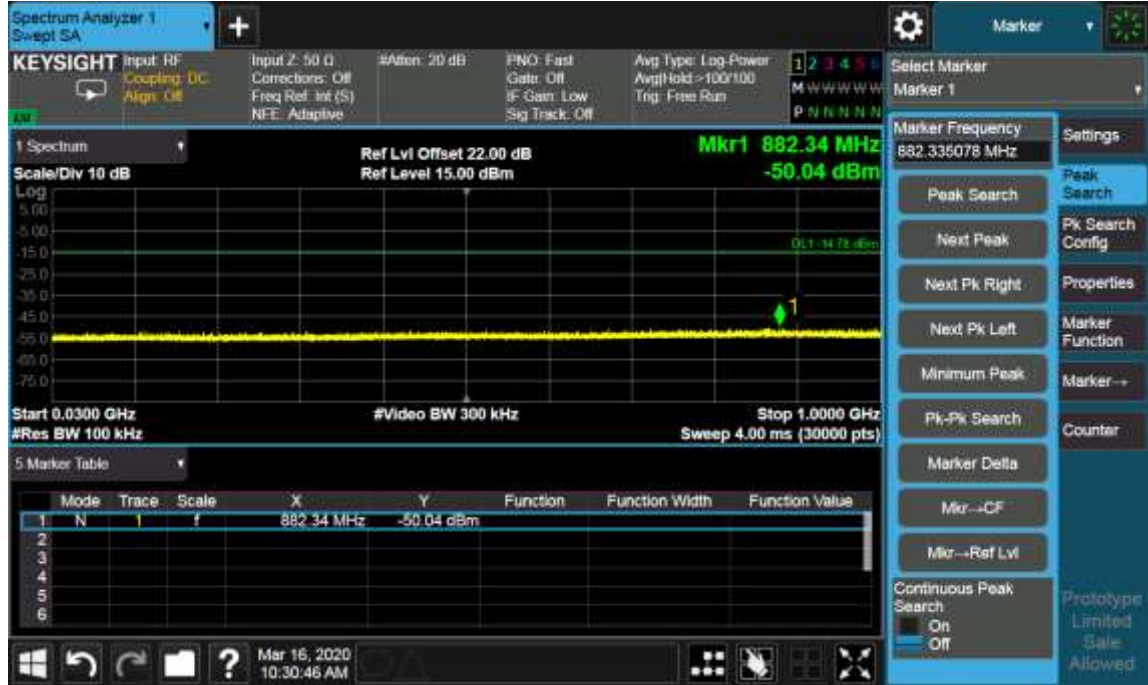 Spectrum Analyzer 1
Swept SA
+
Marker
KEYSIGHT
Input: RF
Coupling: DC
Align: Off
Input Z: 50 Ω
Corrections: Off
Freq Ref: Int (S)
NFE: Adaptive
#Atten: 20 dB
PNO: Fast
Gate: Off
IF Gain: Low
Sig Track: Off
Avg Type: Log-Power
Avg|Hold:>100/100
Trig: Free Run
1 2 3 4 5 6
M W W W W W
P N N N N N
Select Marker
Marker 1
1 Spectrum
Scale/Div 10 dB
Ref Lvl Offset 22.00 dB
Ref Level 15.00 dBm
Mkr1 882.34 MHz
-50.04 dBm
Log
5.00
-5.00
-15.0
-25.0
-35.0
-45.0
-55.0
-65.0
-75.0
DL1 -14.78 dBm
1
Start 0.0300 GHz
#Video BW 300 kHz
Stop 1.0000 GHz
#Res BW 100 kHz
Sweep 4.00 ms (30000 pts)
5 Marker Table
Mode Trace Scale X Y Function Function Width Function Value
1 N 1 f 882.34 MHz -50.04 dBm
2
3
4
5
6
Marker Frequency
882.335078 MHz
Peak Search
Next Peak
Next Pk Right
Next Pk Left
Minimum Peak
Pk-Pk Search
Marker Delta
Mkr→CF
Mkr→Ref Lvl
Continuous Peak
Search
On
Off
Settings
Peak
Search
Pk Search
Config
Properties
Marker
Function
Marker→
Counter
Prototype
Limited
Sale
Allowed
?
Mar 16, 2020
10:30:46 AM